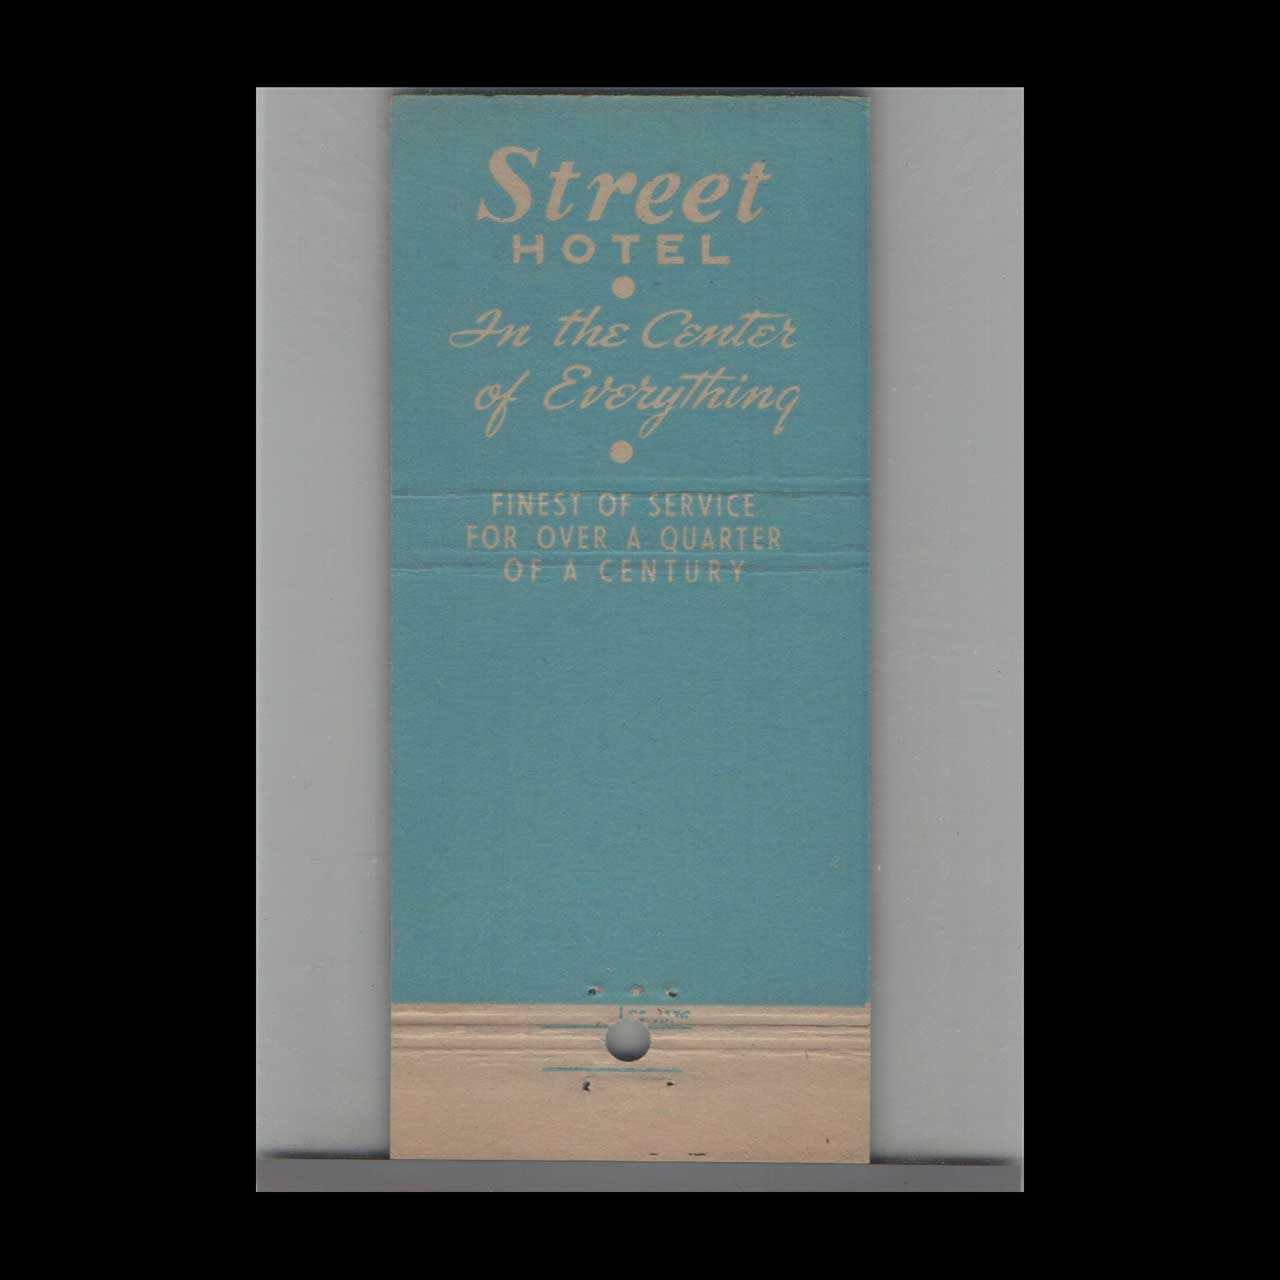 Street
HOTEL
In the Center
of Everything
FINEST OF SERVICE
FOR OVER A QUARTER
OF A CENTURY